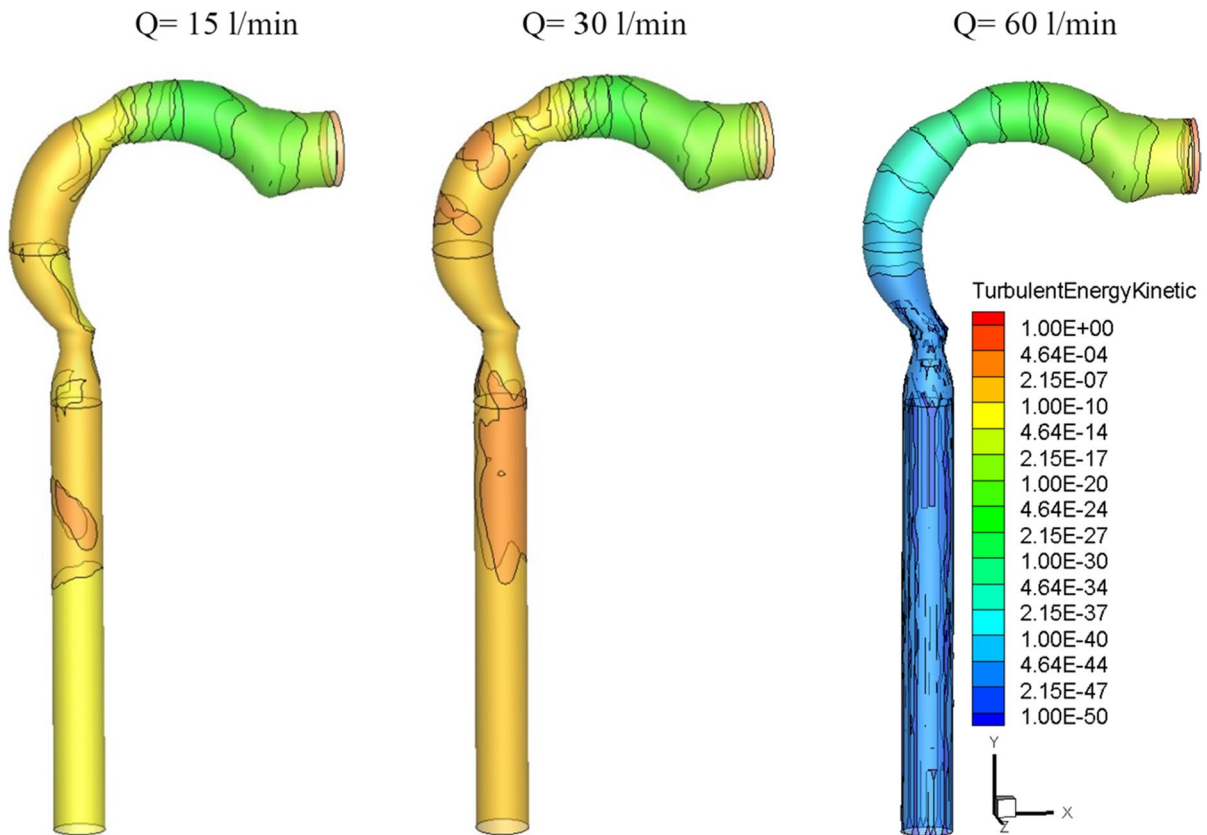 Q= 15 l/min
Q= 30 l/min
Q= 60 l/min
TurbulentEnergyKinetic
1.00E+00
4.64E-04
2.15E-07
1.00E-10
4.64E-14
2.15E-17
1.00E-20
4.64E-24
2.15E-27
1.00E-30
4.64E-34
2.15E-37
1.00E-40
4.64E-44
2.15E-47
1.00E-50
Y
X
Z